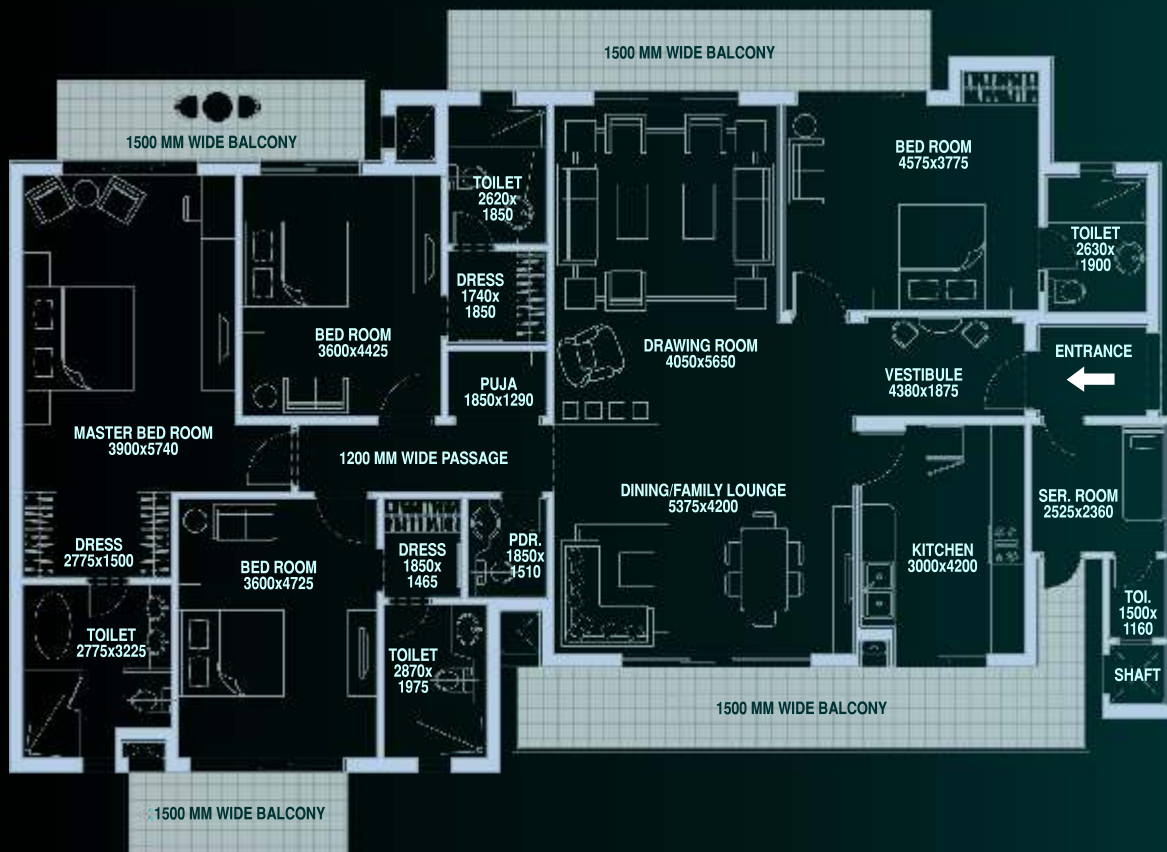 1500 MM WIDE BALCONY
1500 MM WIDE BALCONY
BED ROOM
4575x3775
TOILET
2620x
1850
TOILET
2630x
1900
DRESS
1740x
1850
BED ROOM
3600x4425
DRAWING ROOM
4050x5650
ENTRANCE
VESTIBULE
4380x1875
PUJA
1850x1290
MASTER BED ROOM
3900x5740
1200 MM WIDE PASSAGE
DINING/FAMILY LOUNGE
5375x4200
SER. ROOM
2525x2360
DRESS
2775x1500
BED ROOM
3600x4725
DRESS
1850x
1465
PDR.
1850x
1510
KITCHEN
3000x4200
TOI.
1500x
1160
TOILET
2775x3225
TOILET
2870x
1975
SHAFT
1500 MM WIDE BALCONY
1500 MM WIDE BALCONY